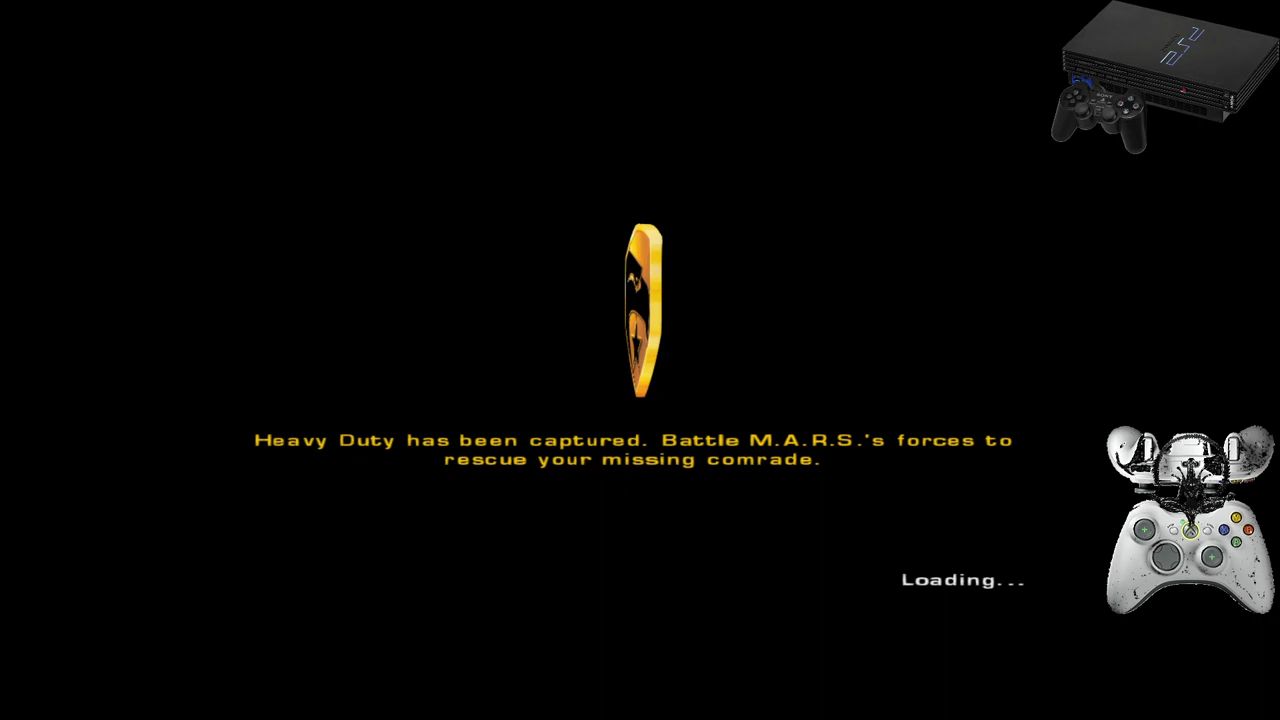 Heavy Duty has been captured. Battle M.A.R.S.'s forces to
rescue your missing comrade.
Loading...